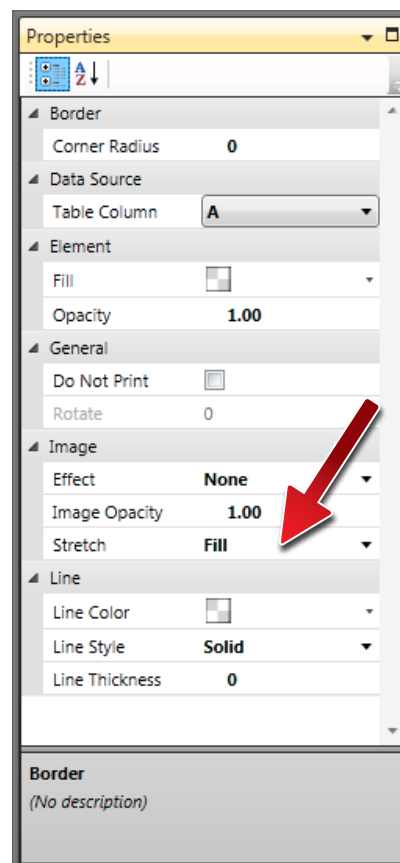 Properties
A
Z
Border
Corner Radius 0
Data Source
Table Column A
Element
Fill
Opacity 1.00
General
Do Not Print
Rotate 0
Image
Effect None
Image Opacity 1.00
Stretch Fill
Line
Line Color
Line Style Solid
Line Thickness 0
Border
(No description)